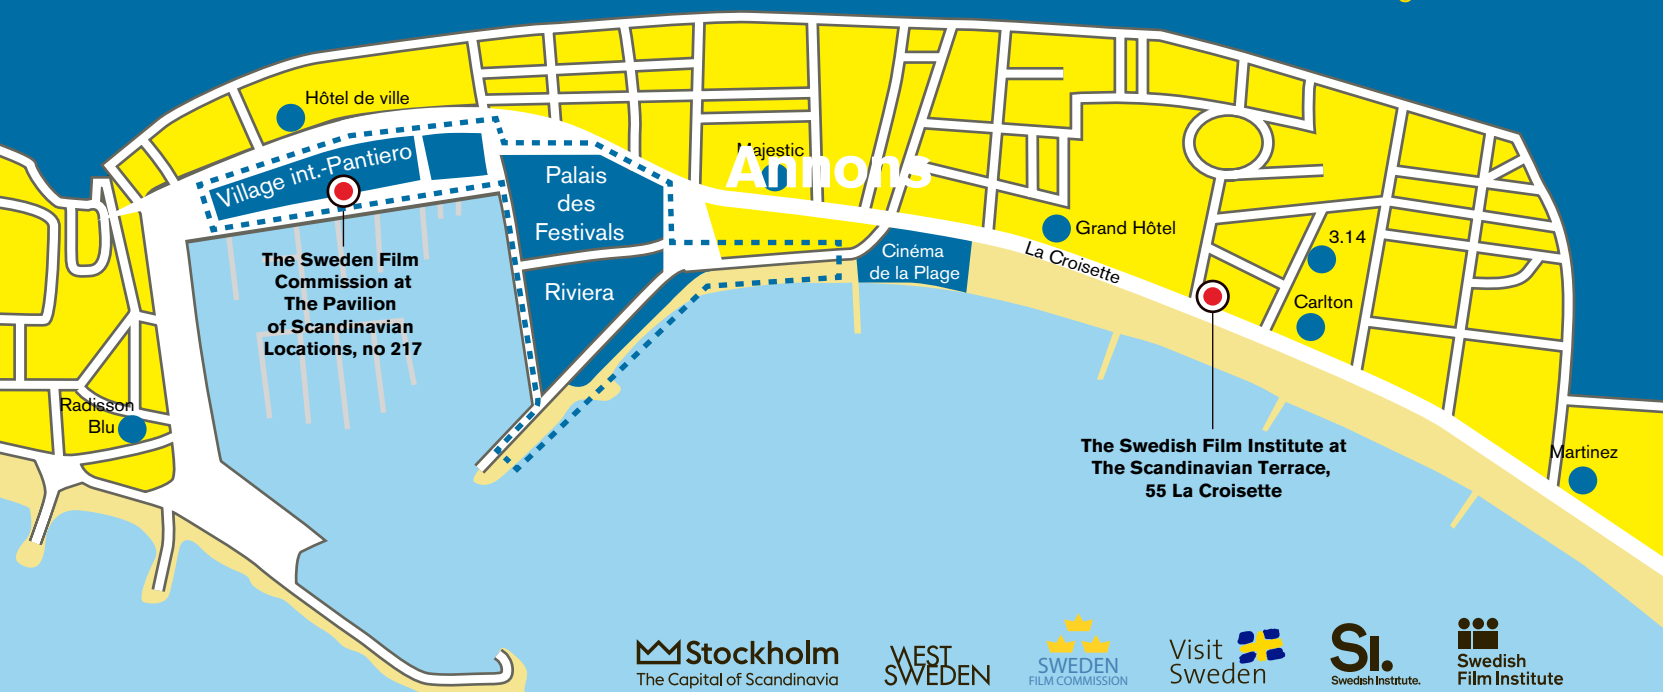 Hôtel de ville
Village int.-Pantiero
The Sweden Film
Commission at
The Pavilion
of Scandinavian
Locations, no 217
Radisson
Blu
Palais
des
Festivals
Riviera
Majestic
Annons
Cinéma
de la Plage
La Croisette
Grand Hôtel
3.14
Carlton
The Swedish Film Institute at
The Scandinavian Terrace,
55 La Croisette
Martinez
Stockholm
The Capital of Scandinavia
WEST
SWEDEN
SWEDEN
FILM COMMISSION
Visit
Sweden
SI.
Swedish Institute.
Swedish
Film Institute